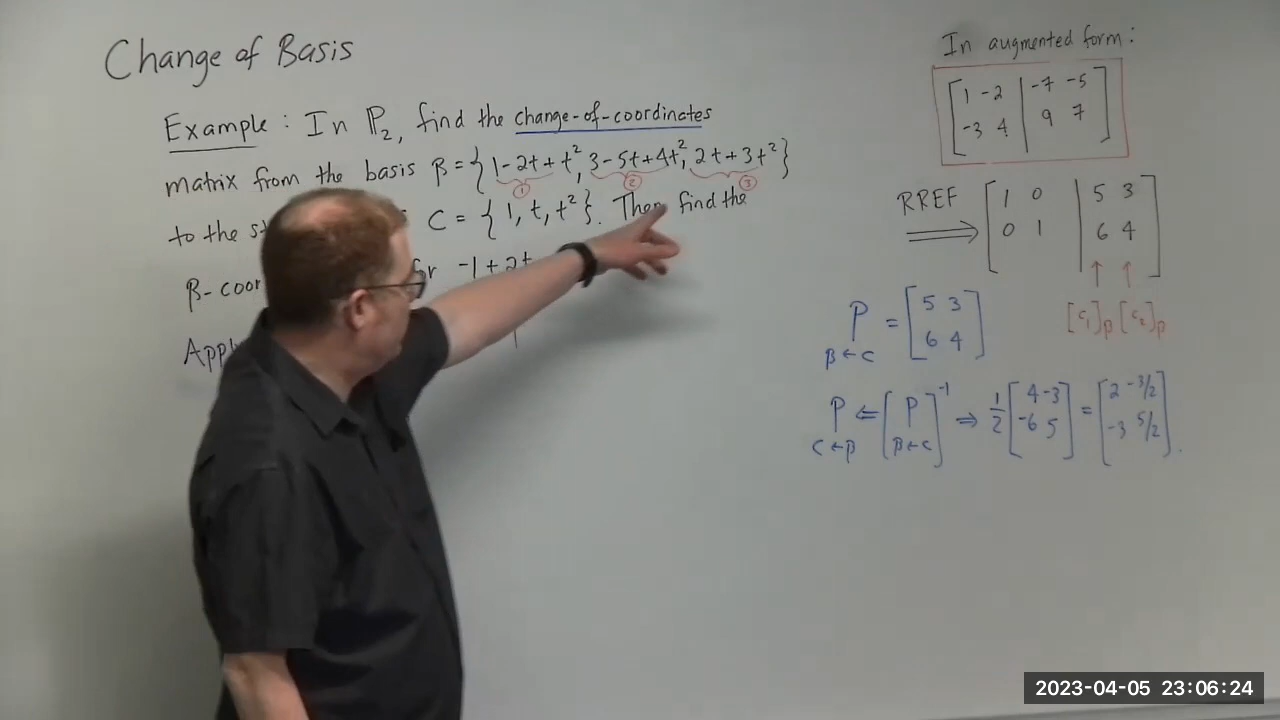 Change of Basis
Example: In ℙ₂, find the change-of-coordinates
matrix from the basis β = {1-2t+t², 3-5t+4t², 2t+3t²}
① ② ③
to the C = {1, t, t²}. Then find the
β- for -1+2t
In augmented form:
[1 -2 | -7 -5]
[-3 4 | 9 7]
RREF ⟹ [1 0 | 5 3]
[0 1 | 6 4]
↑ ↑
[c₁]β [c₂]β
P β←C = [5 3]
[6 4]
P C←β ⇐ [P β←C]⁻¹ ⇒ 1/2 [4 -3] = [2 -3/2]
[-6 5] [-3 5/2].
2023-04-05 23:06:24